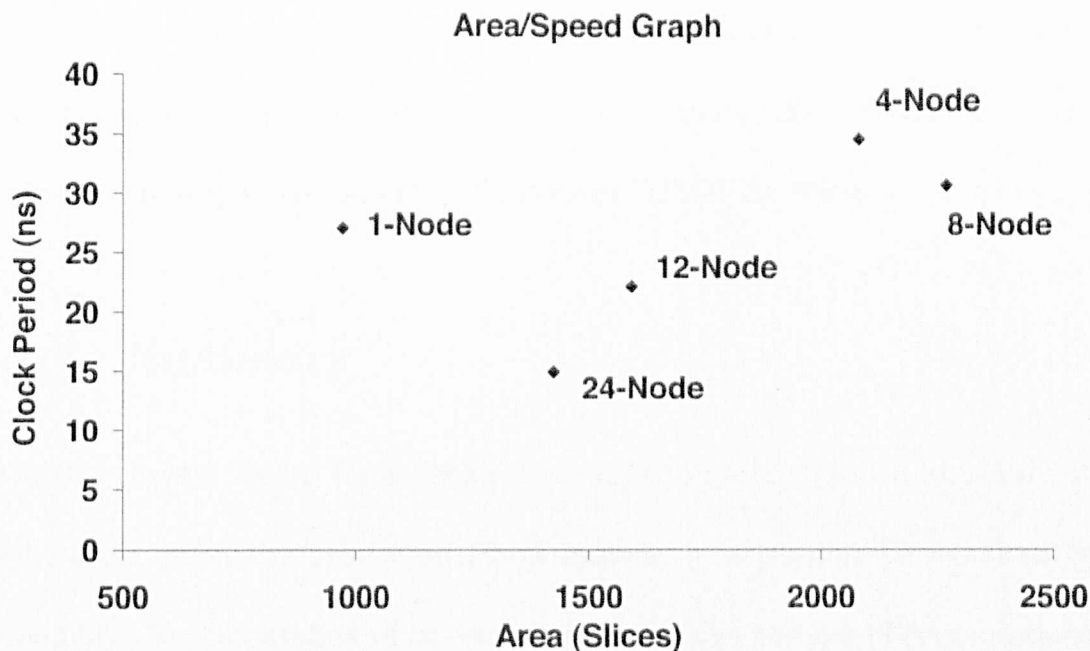 Area/Speed Graph
Clock Period (ns)
40
35
30
25
20
15
10
5
0
4-Node
1-Node
8-Node
12-Node
24-Node
500 1000 1500 2000 2500
Area (Slices)